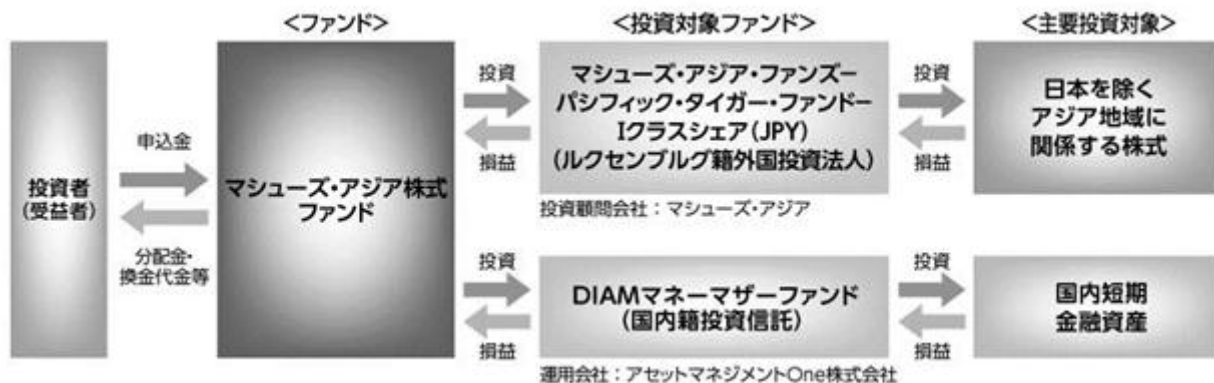 <ファンド>
<投資対象ファンド>
<主要投資対象>
投資者
(受益者)
申込金
分配金・
換金代金等
マシューズ・アジア株式
ファンド
投資
損益
マシューズ・アジア・ファンズー
パシフィック・タイガー・ファンドー
Iクラスシェア(JPY)
(ルクセンブルグ籍外国投資法人)
投資顧問会社:マシューズ・アジア
投資
損益
日本を除く
アジア地域に
関係する株式
投資
損益
DIAMマネーマザーファンド
(国内籍投資信託)
運用会社:アセットマネジメントOne株式会社
投資
損益
国内短期
金融資産